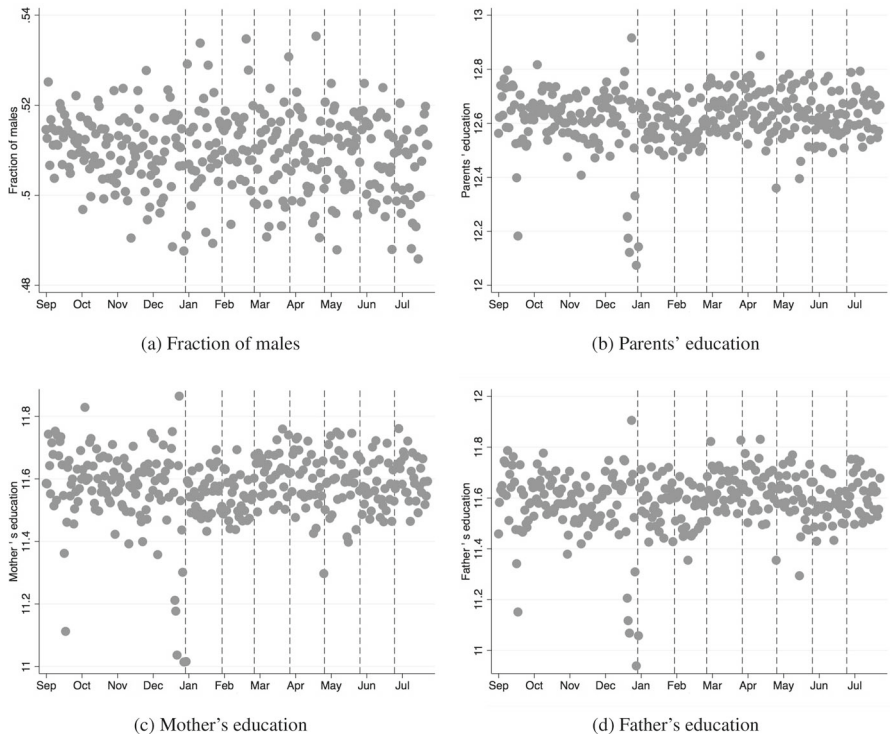 .54
.52
.5
.48
Fraction of males
Sep Oct Nov Dec Jan Feb Mar Apr May Jun Jul
(a) Fraction of males
13
12.8
12.6
12.4
12.2
12
Parents' education
Sep Oct Nov Dec Jan Feb Mar Apr May Jun Jul
(b) Parents' education
11.8
11.6
11.4
11.2
11
Mother's education
Sep Oct Nov Dec Jan Feb Mar Apr May Jun Jul
(c) Mother's education
12
11.8
11.6
11.4
11.2
11
Father's education
Sep Oct Nov Dec Jan Feb Mar Apr May Jun Jul
(d) Father's education